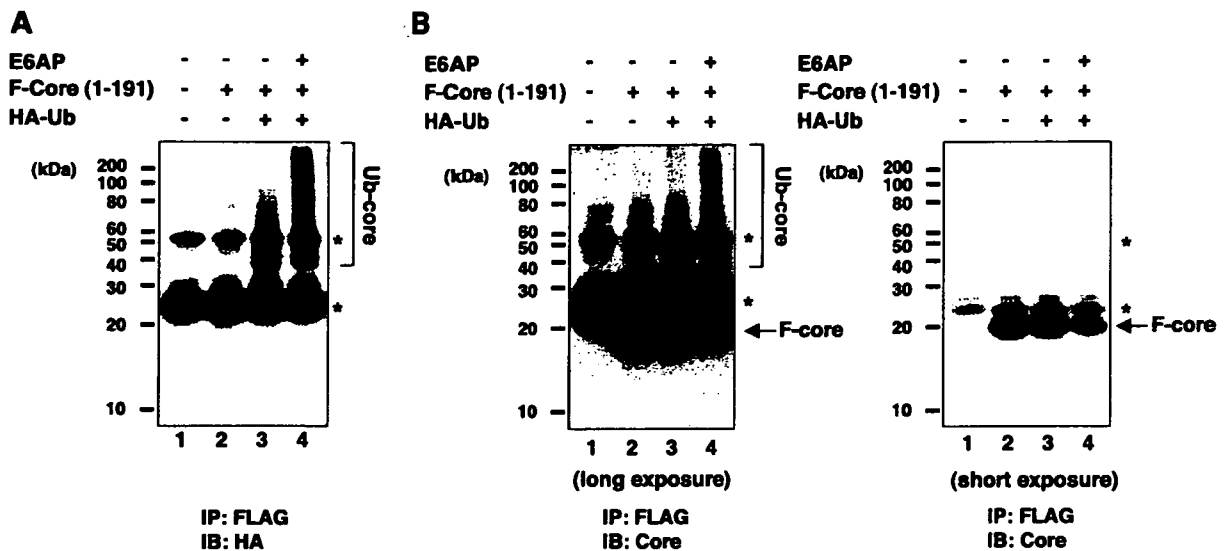 A
E6AP - - - +
F-Core (1-191) - + + +
HA-Ub - - + +
(kDa)
200
100
80
60
50
40
30
20
10
*
*
Ub-core
1 2 3 4
IP: FLAG
IB: HA
B
E6AP - - - +
F-Core (1-191) - + + +
HA-Ub - - + +
(kDa)
200
100
80
60
50
40
30
20
10
*
*
Ub-core
F-core
1 2 3 4
(long exposure)
IP: FLAG
IB: Core
E6AP - - - +
F-Core (1-191) - + + +
HA-Ub - - + +
(kDa)
200
100
80
60
50
40
30
20
10
*
*
F-core
1 2 3 4
(short exposure)
IP: FLAG
IB: Core